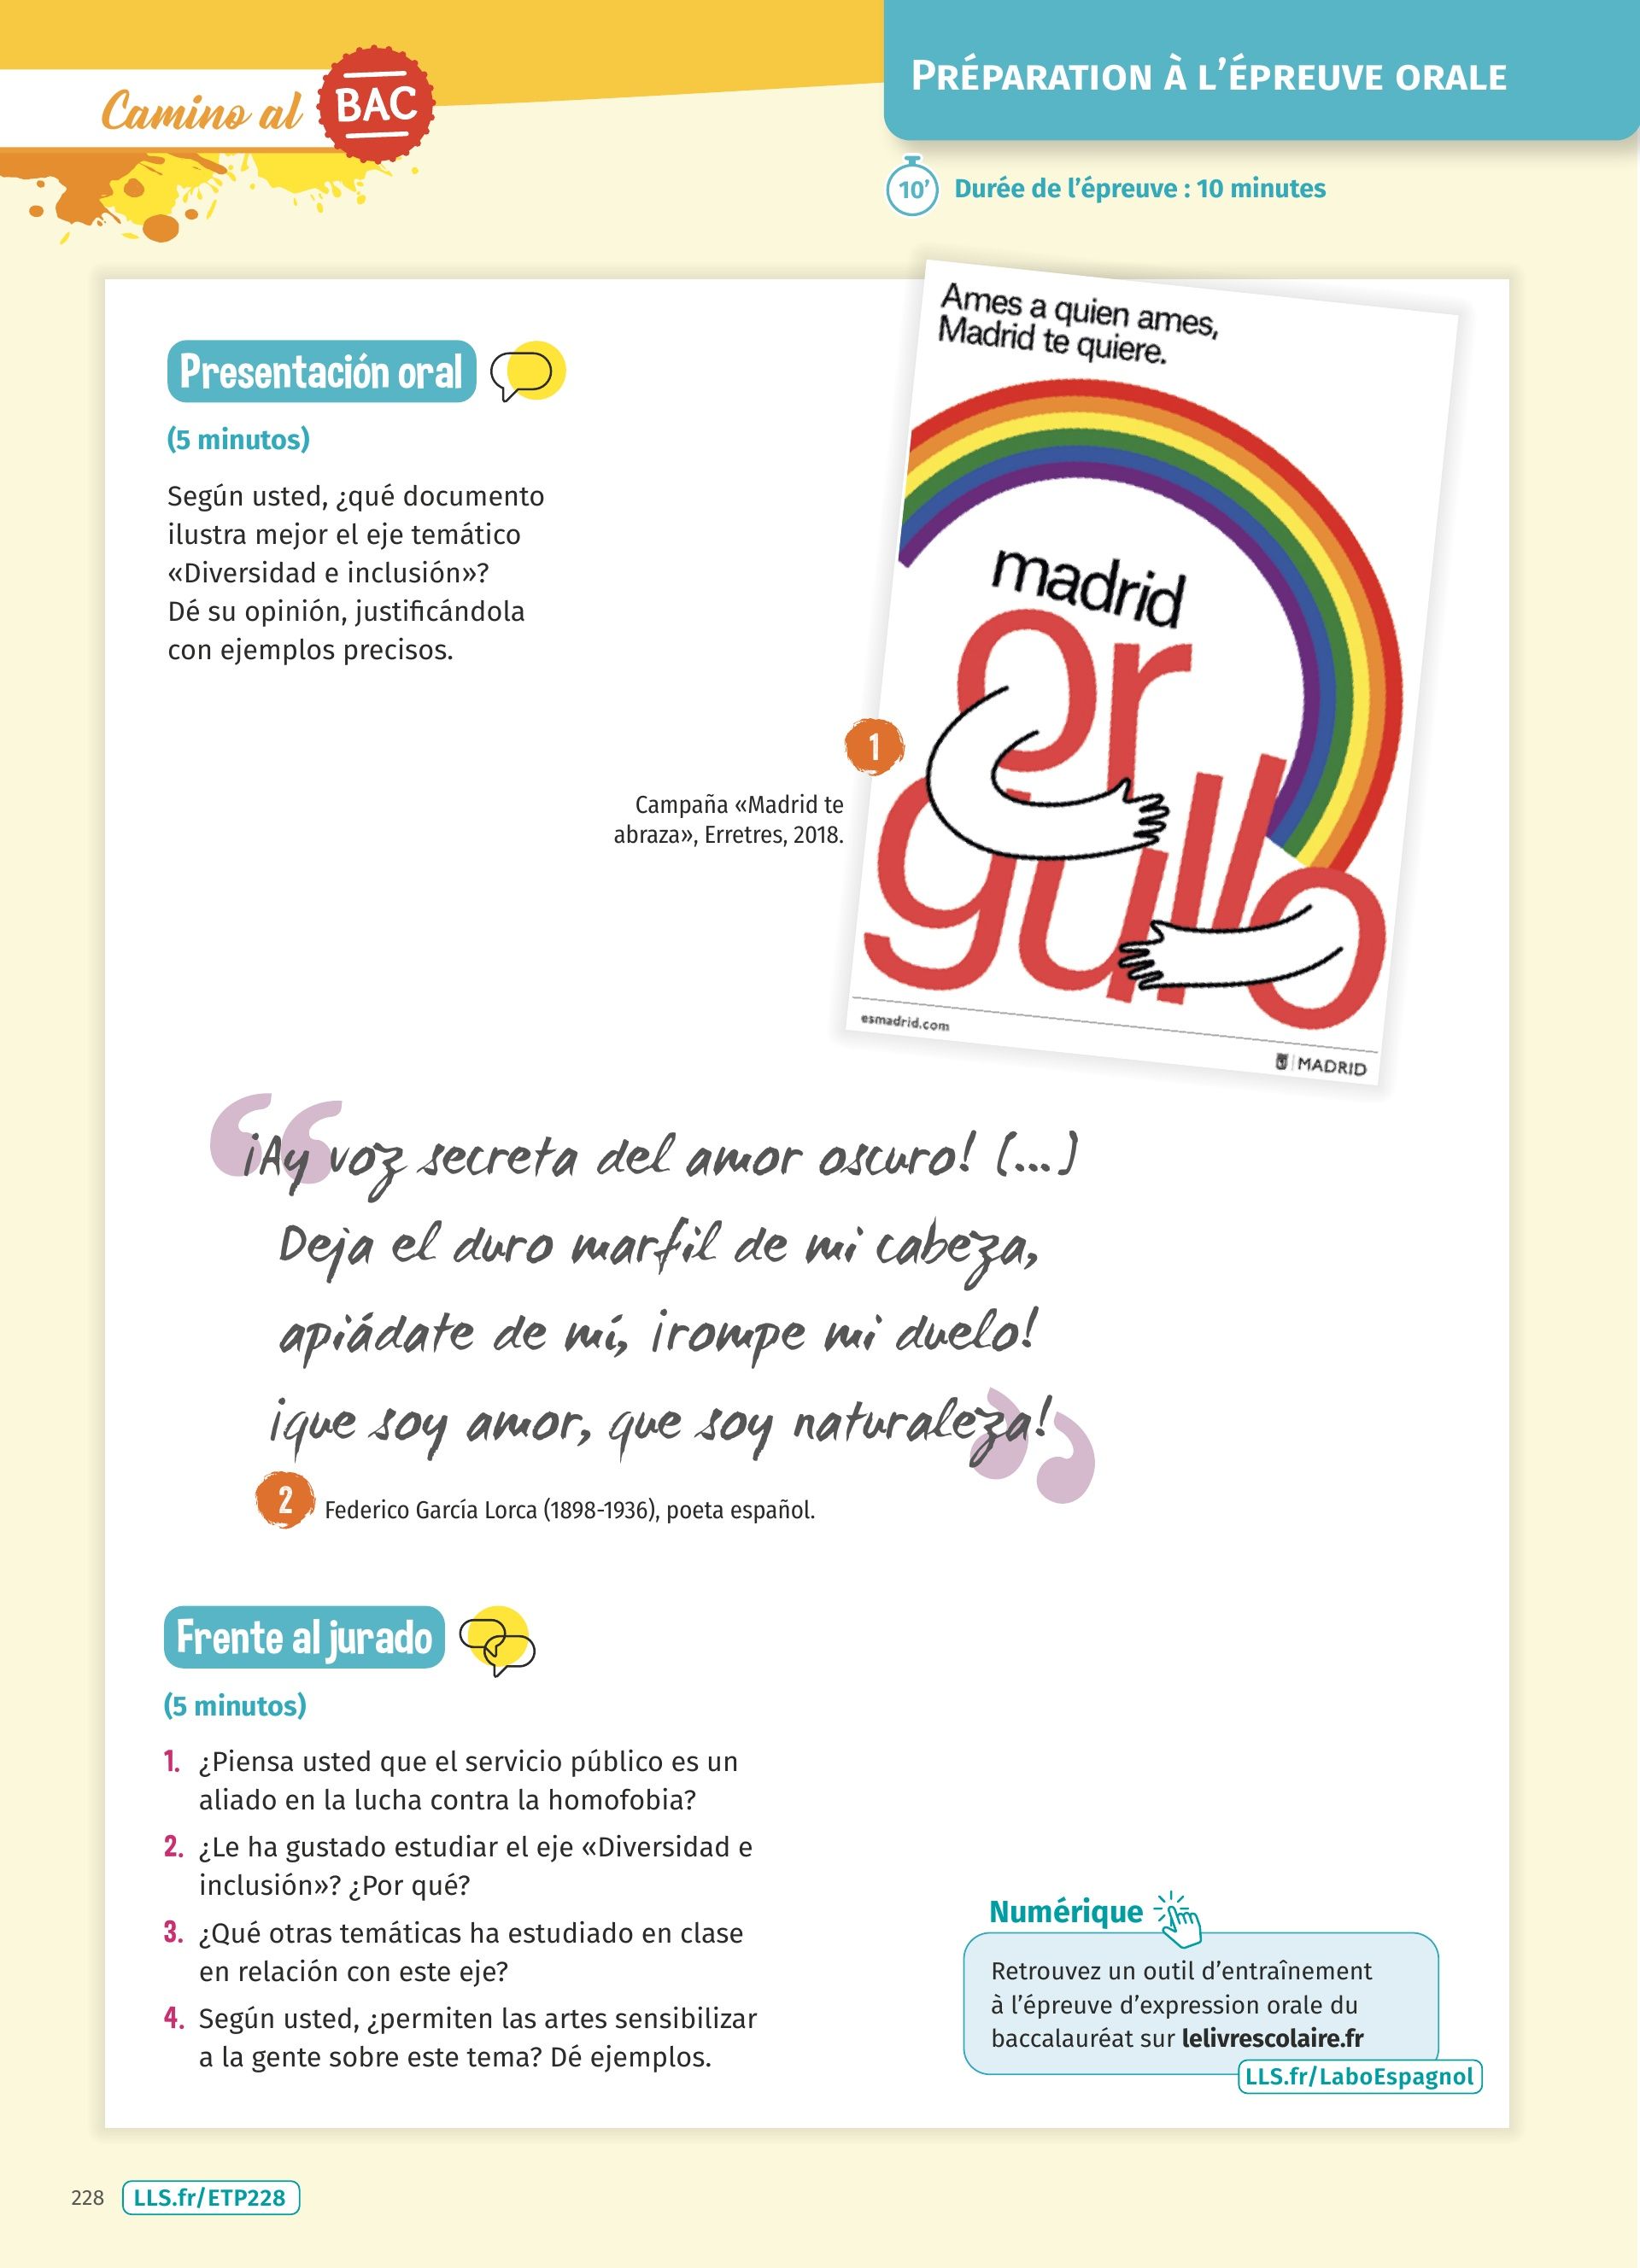 Camino al BAC
PRÉPARATION À L'ÉPREUVE ORALE
10'
Durée de l'épreuve : 10 minutes
Presentación oral
(5 minutos)
Según usted, ¿qué documento
ilustra mejor el eje temático
«Diversidad e inclusión»?
Dé su opinión, justificándola
con ejemplos precisos.
Ames a quien ames,
Madrid te quiere.
madrid
or
gullo
esmadrid.com
MADRID
1
Campaña «Madrid te
abraza», Erretres, 2018.
“¡Ay voz secreta del amor oscuro! (...)
Deja el duro marfil de mi cabeza,
apiádate de mí, ¡rompe mi duelo!
¡que soy amor, que soy naturaleza!”
2
Federico García Lorca (1898-1936), poeta español.
Frente al jurado
(5 minutos)
1. ¿Piensa usted que el servicio público es un
aliado en la lucha contra la homofobia?
2. ¿Le ha gustado estudiar el eje «Diversidad e
inclusión»? ¿Por qué?
3. ¿Qué otras temáticas ha estudiado en clase
en relación con este eje?
4. Según usted, ¿permiten las artes sensibilizar
a la gente sobre este tema? Dé ejemplos.
Numérique
Retrouvez un outil d'entraînement
à l'épreuve d'expression orale du
baccalauréat sur lelivrescolaire.fr
LLS.fr/LaboEspagnol
228
LLS.fr/ETP228